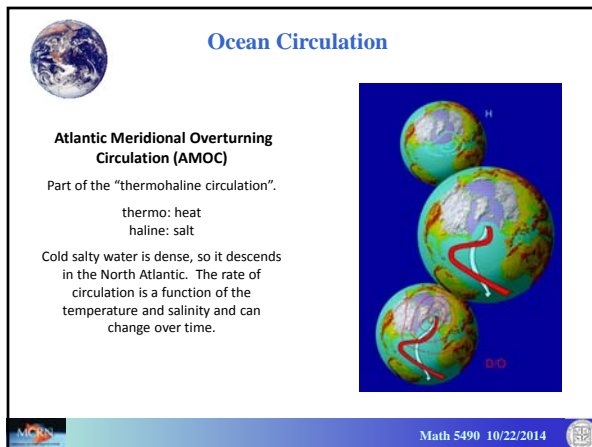 Ocean Circulation
Atlantic Meridional Overturning
Circulation (AMOC)
Part of the “thermohaline circulation”.
thermo: heat
haline: salt
Cold salty water is dense, so it descends
in the North Atlantic.  The rate of
circulation is a function of the
temperature and salinity and can
change over time.
H
D/O
MCRN
Math 5490 10/22/2014